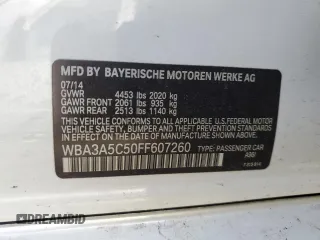 MFD BY BAYERISCHE MOTOREN WERKE AG
07/14
GVWR 4453 lbs 2020 kg
GAWR FRONT 2061 lbs 935 kg
GAWR REAR 2513 lbs 1140 kg
THIS VEHICLE CONFORMS TO ALL APPLICABLE
U.S. FEDERAL MOTOR VEHICLE SAFETY, BUMPER,
AND THEFT PREVENTION STANDARDS IN
EFFECT ON THE DATE OF MANUFACTURE
SHOWN ABOVE.
WBA3A5C50FF607260 TYPE: PASSENGER CAR
DREAMBID